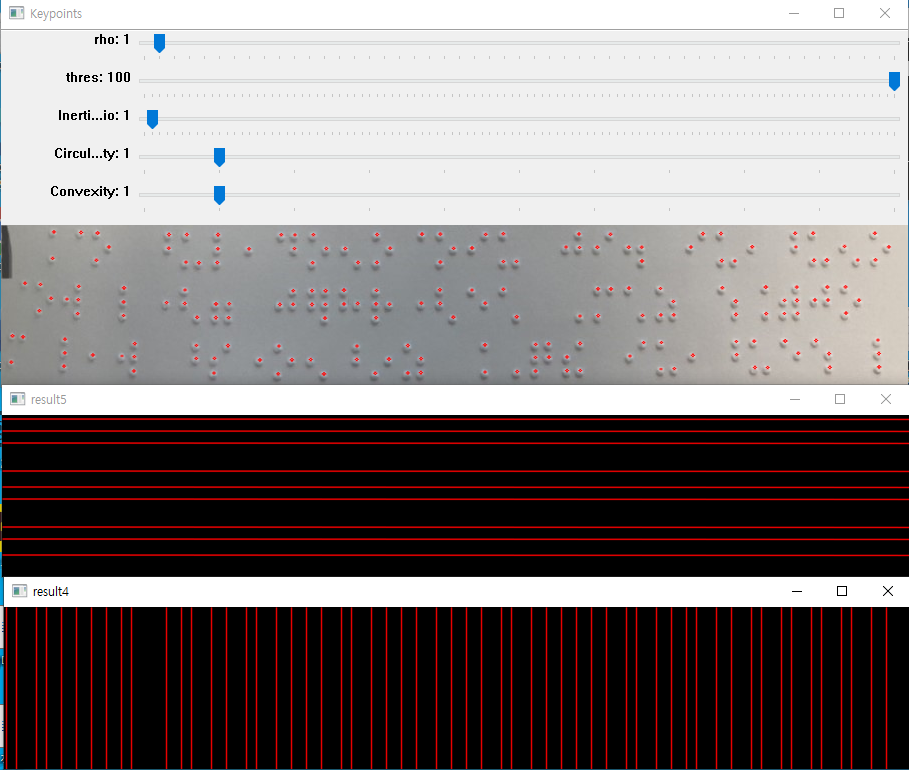 Keypoints
rho: 1
thres: 100
Inerti...io: 1
Circul...ty: 1
Convexity: 1
result5
result4